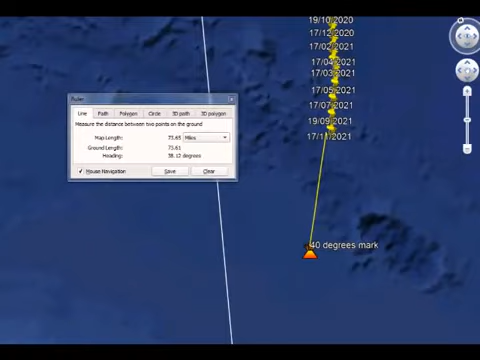 19/10/2020
17/12/2020
17/02/2021
17/04/2021
17/03/2021
17/05/2021
17/07/2021
19/09/2021
17/11/2021
40 degrees mark
Ruler
Line Path Polygon Circle 3D path 3D polygon
Measure the distance between two points on the ground
Map Length: 73.65 Miles
Ground Length: 73.61
Heading: 38.12 degrees
Mouse Navigation Save Clear